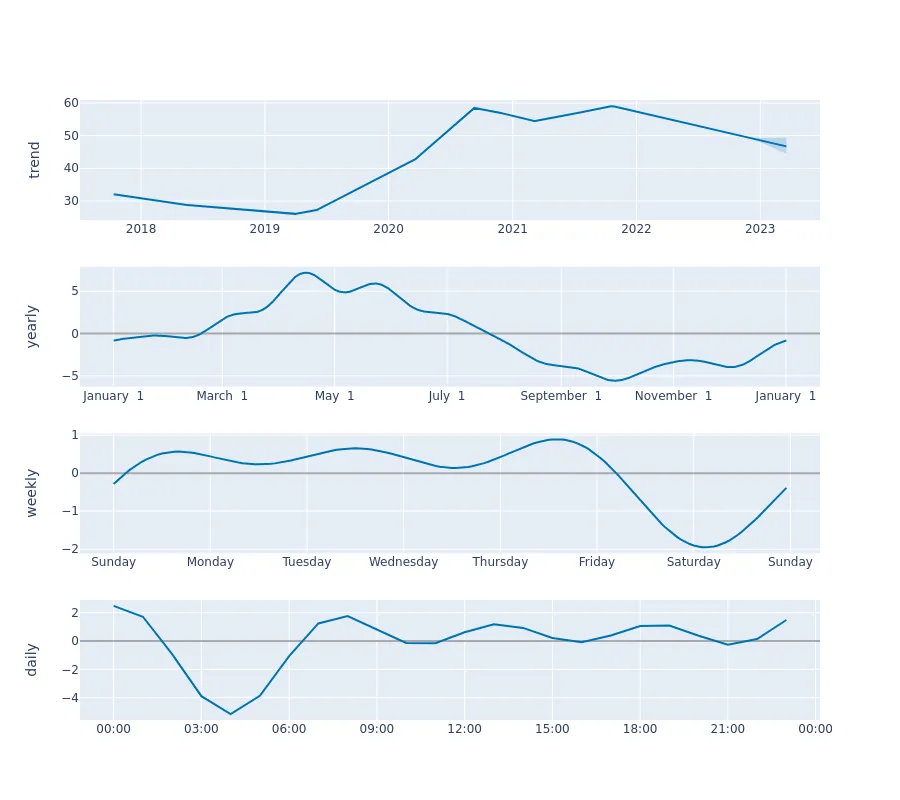 trend
60
50
40
30
2018 2019 2020 2021 2022 2023
yearly
5
0
−5
January 1 March 1 May 1 July 1 September 1 November 1 January 1
weekly
1
0
−1
−2
Sunday Monday Tuesday Wednesday Thursday Friday Saturday Sunday
daily
2
0
−2
−4
00:00 03:00 06:00 09:00 12:00 15:00 18:00 21:00 00:00